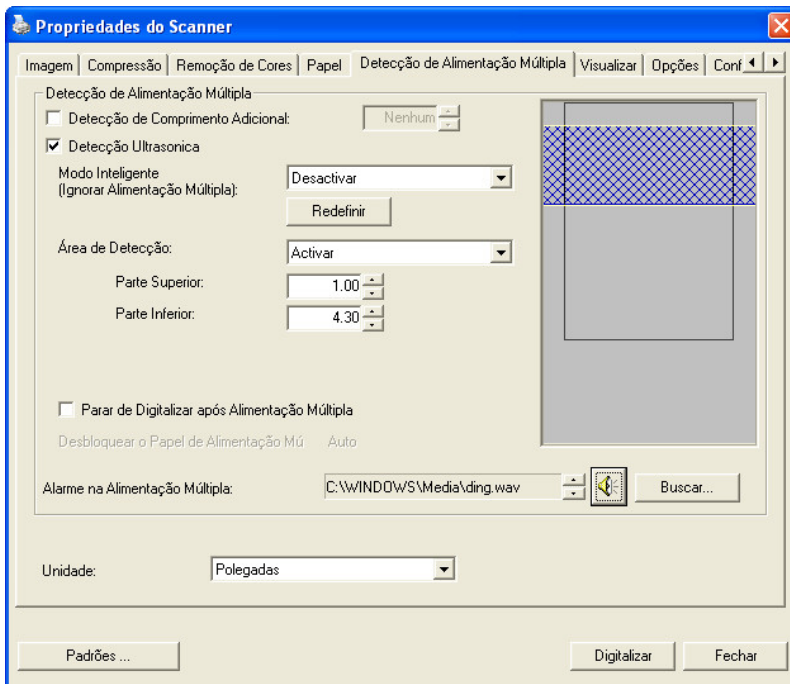 Propriedades do Scanner
Imagem Compressão Remoção de Cores Papel Detecção de Alimentação Múltipla Visualizar Opções Conf
Detecção de Alimentação Múltipla
Detecção de Comprimento Adicional: Nenhum
Detecção Ultrasonica
Modo Inteligente
(Ignorar Alimentação Múltipla): Desactivar
Redefinir
Área de Detecção: Activar
Parte Superior: 1.00
Parte Inferior: 4.30
Parar de Digitalizar após Alimentação Múltipla
Desbloquear o Papel de Alimentação Mú Auto
Alarme na Alimentação Múltipla: C:\WINDOWS\Media\ding.wav Buscar...
Unidade: Polegadas
Padrões ... Digitalizar Fechar